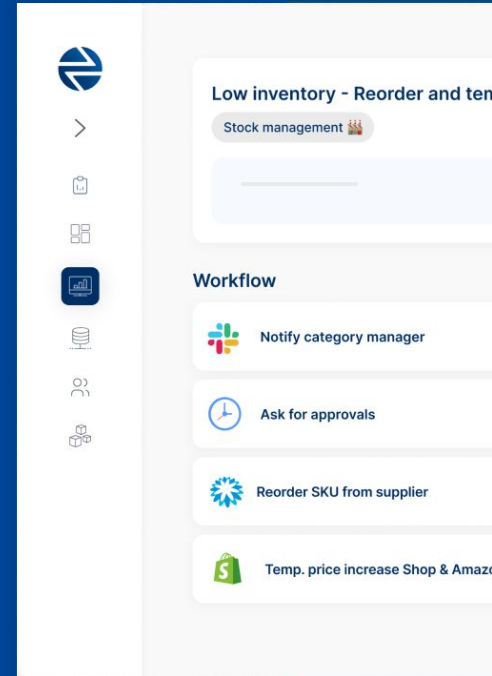 Low inventory - Reorder and tem
Stock management 🏭
Workflow
Notify category manager
Ask for approvals
Reorder SKU from supplier
Temp. price increase Shop & Amazo